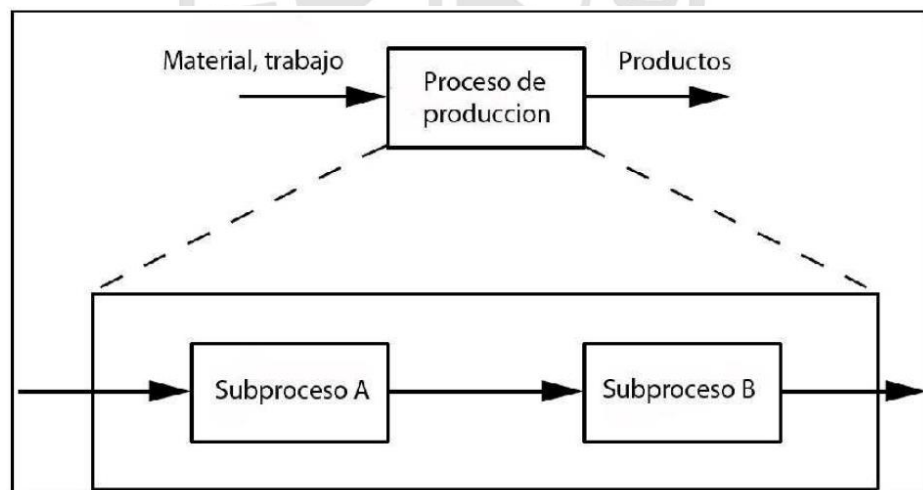 Material, trabajo
Proceso de
produccion
Productos
Subproceso A
Subproceso B